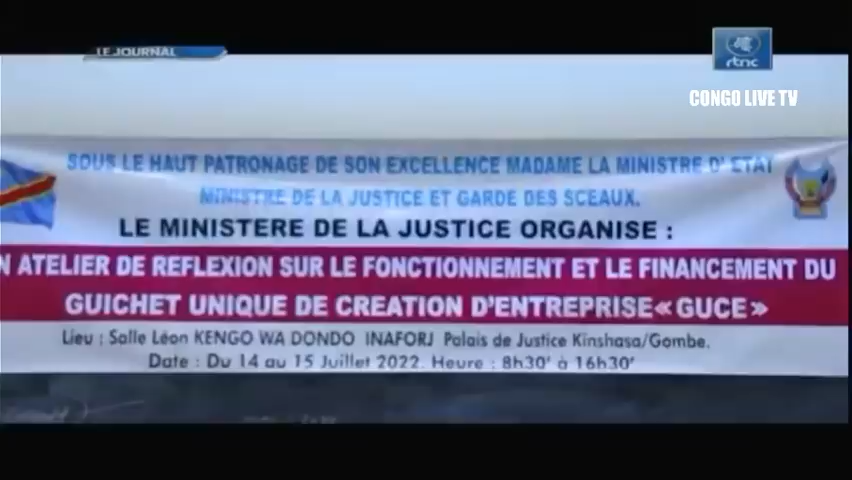 LE JOURNAL
rtnc
CONGO LIVE TV
SOUS LE HAUT PATRONAGE DE SON EXCELLENCE MADAME LA MINISTRE D'ETAT
MINISTRE DE LA JUSTICE ET GARDE DES SCEAUX.
LE MINISTERE DE LA JUSTICE ORGANISE :
N ATELIER DE REFLEXION SUR LE FONCTIONNEMENT ET LE FINANCEMENT DU
GUICHET UNIQUE DE CREATION D'ENTREPRISE«GUCE»
Lieu : Salle Léon KENGO WA DONDO INAFORJ Palais de Justice Kinshasa/Gombe.
Date : Du 14 au 15 Juillet 2022. Heure : 8h30' à 16h30'